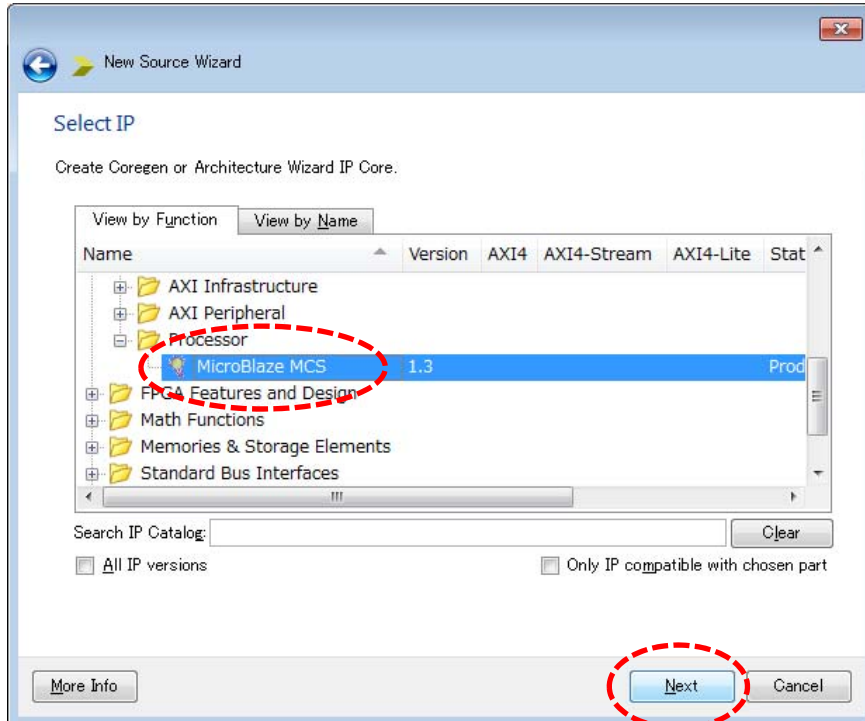 New Source Wizard
Select IP
Create Coregen or Architecture Wizard IP Core.
View by Function View by Name
Name Version AXI4 AXI4-Stream AXI4-Lite Stat
AXI Infrastructure
AXI Peripheral
Processor
MicroBlaze MCS 1.3 Prod
FPGA Features and Design
Math Functions
Memories & Storage Elements
Standard Bus Interfaces
Search IP Catalog: Clear
All IP versions Only IP compatible with chosen part
More Info Next Cancel